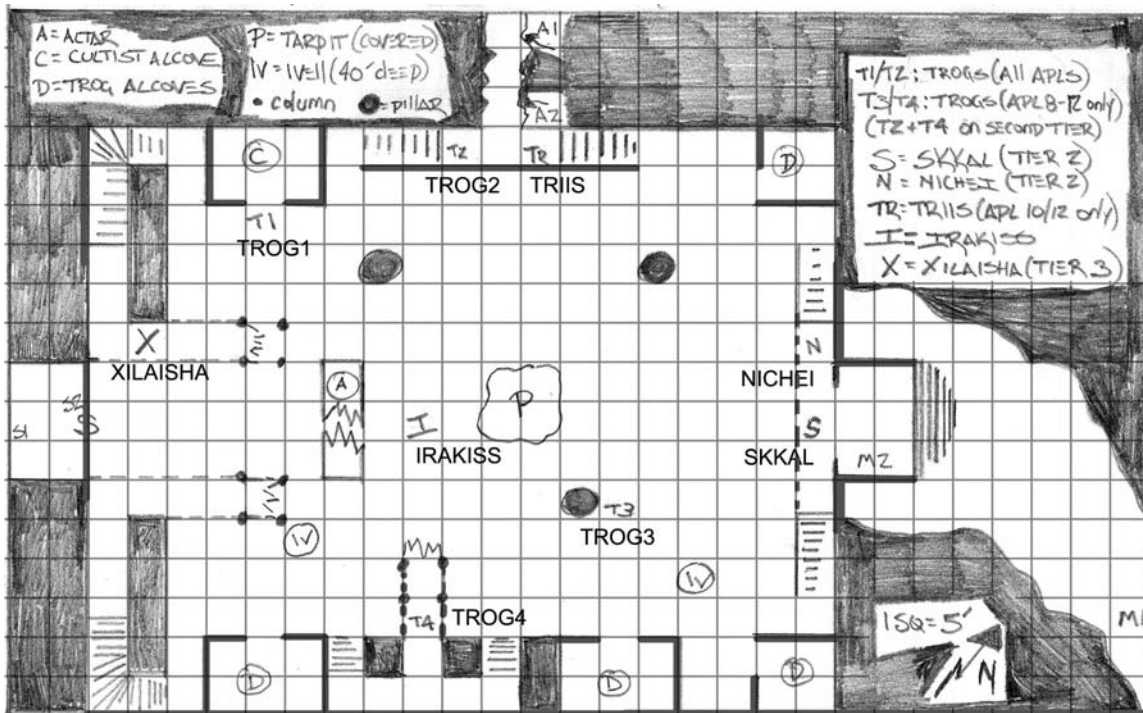 A = ACTAR
C = CULTIST ALCOVE
D = TROG ALCOVES
P = TARPIT (COVERED)
W = WEll (40' dEEP)
• column ● = pillAR
A1
A2
T1/T2: TROGS (All APLS)
T3/T4: TROGS (APL 8-12 only)
(T2 + T4 on SECOND TIER)
S = SKKAL (TIER 2)
N = NICHEI (TIER 2)
TR = TRIIS (APL 10/12 only)
I = IRAKISS
X = XILAISHA (TIER 3)
C
T2
TR
D
TROG2
TRIIS
T1
TROG1
X
N
XILAISHA
NICHEI
A
P
S2
S1
S
I
S
IRAKISS
SKKAL
M2
T3
TROG3
W
W
T4
TROG4
1SQ = 5'
M1
N
D
D
D